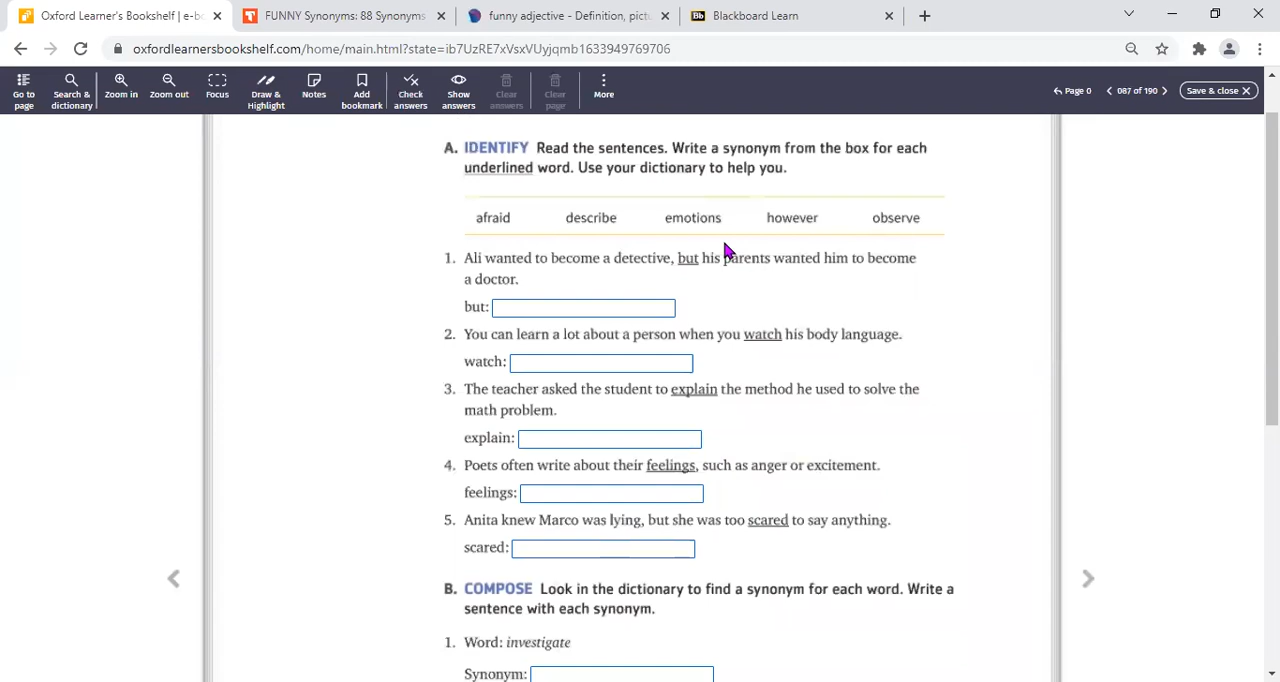 Oxford Learner's Bookshelf | e-bo
FUNNY Synonyms: 88 Synonyms
funny adjective - Definition, pictu
Bb Blackboard Learn
oxfordlearnersbookshelf.com/home/main.html?state=ib7UzRE7xVsxVUyjqmb1633949769706
Go to page
Search & dictionary
Zoom in
Zoom out
Focus
Draw & Highlight
Notes
Add bookmark
Check answers
Show answers
Clear answers
Clear page
More
Page 0
087 of 190
Save & close
A. IDENTIFY Read the sentences. Write a synonym from the box for each
underlined word. Use your dictionary to help you.
afraid describe emotions however observe
1. Ali wanted to become a detective, but his parents wanted him to become
a doctor.
but:
2. You can learn a lot about a person when you watch his body language.
watch:
3. The teacher asked the student to explain the method he used to solve the
math problem.
explain:
4. Poets often write about their feelings, such as anger or excitement.
feelings:
5. Anita knew Marco was lying, but she was too scared to say anything.
scared:
B. COMPOSE Look in the dictionary to find a synonym for each word. Write a
sentence with each synonym.
1. Word: investigate
Synonym: